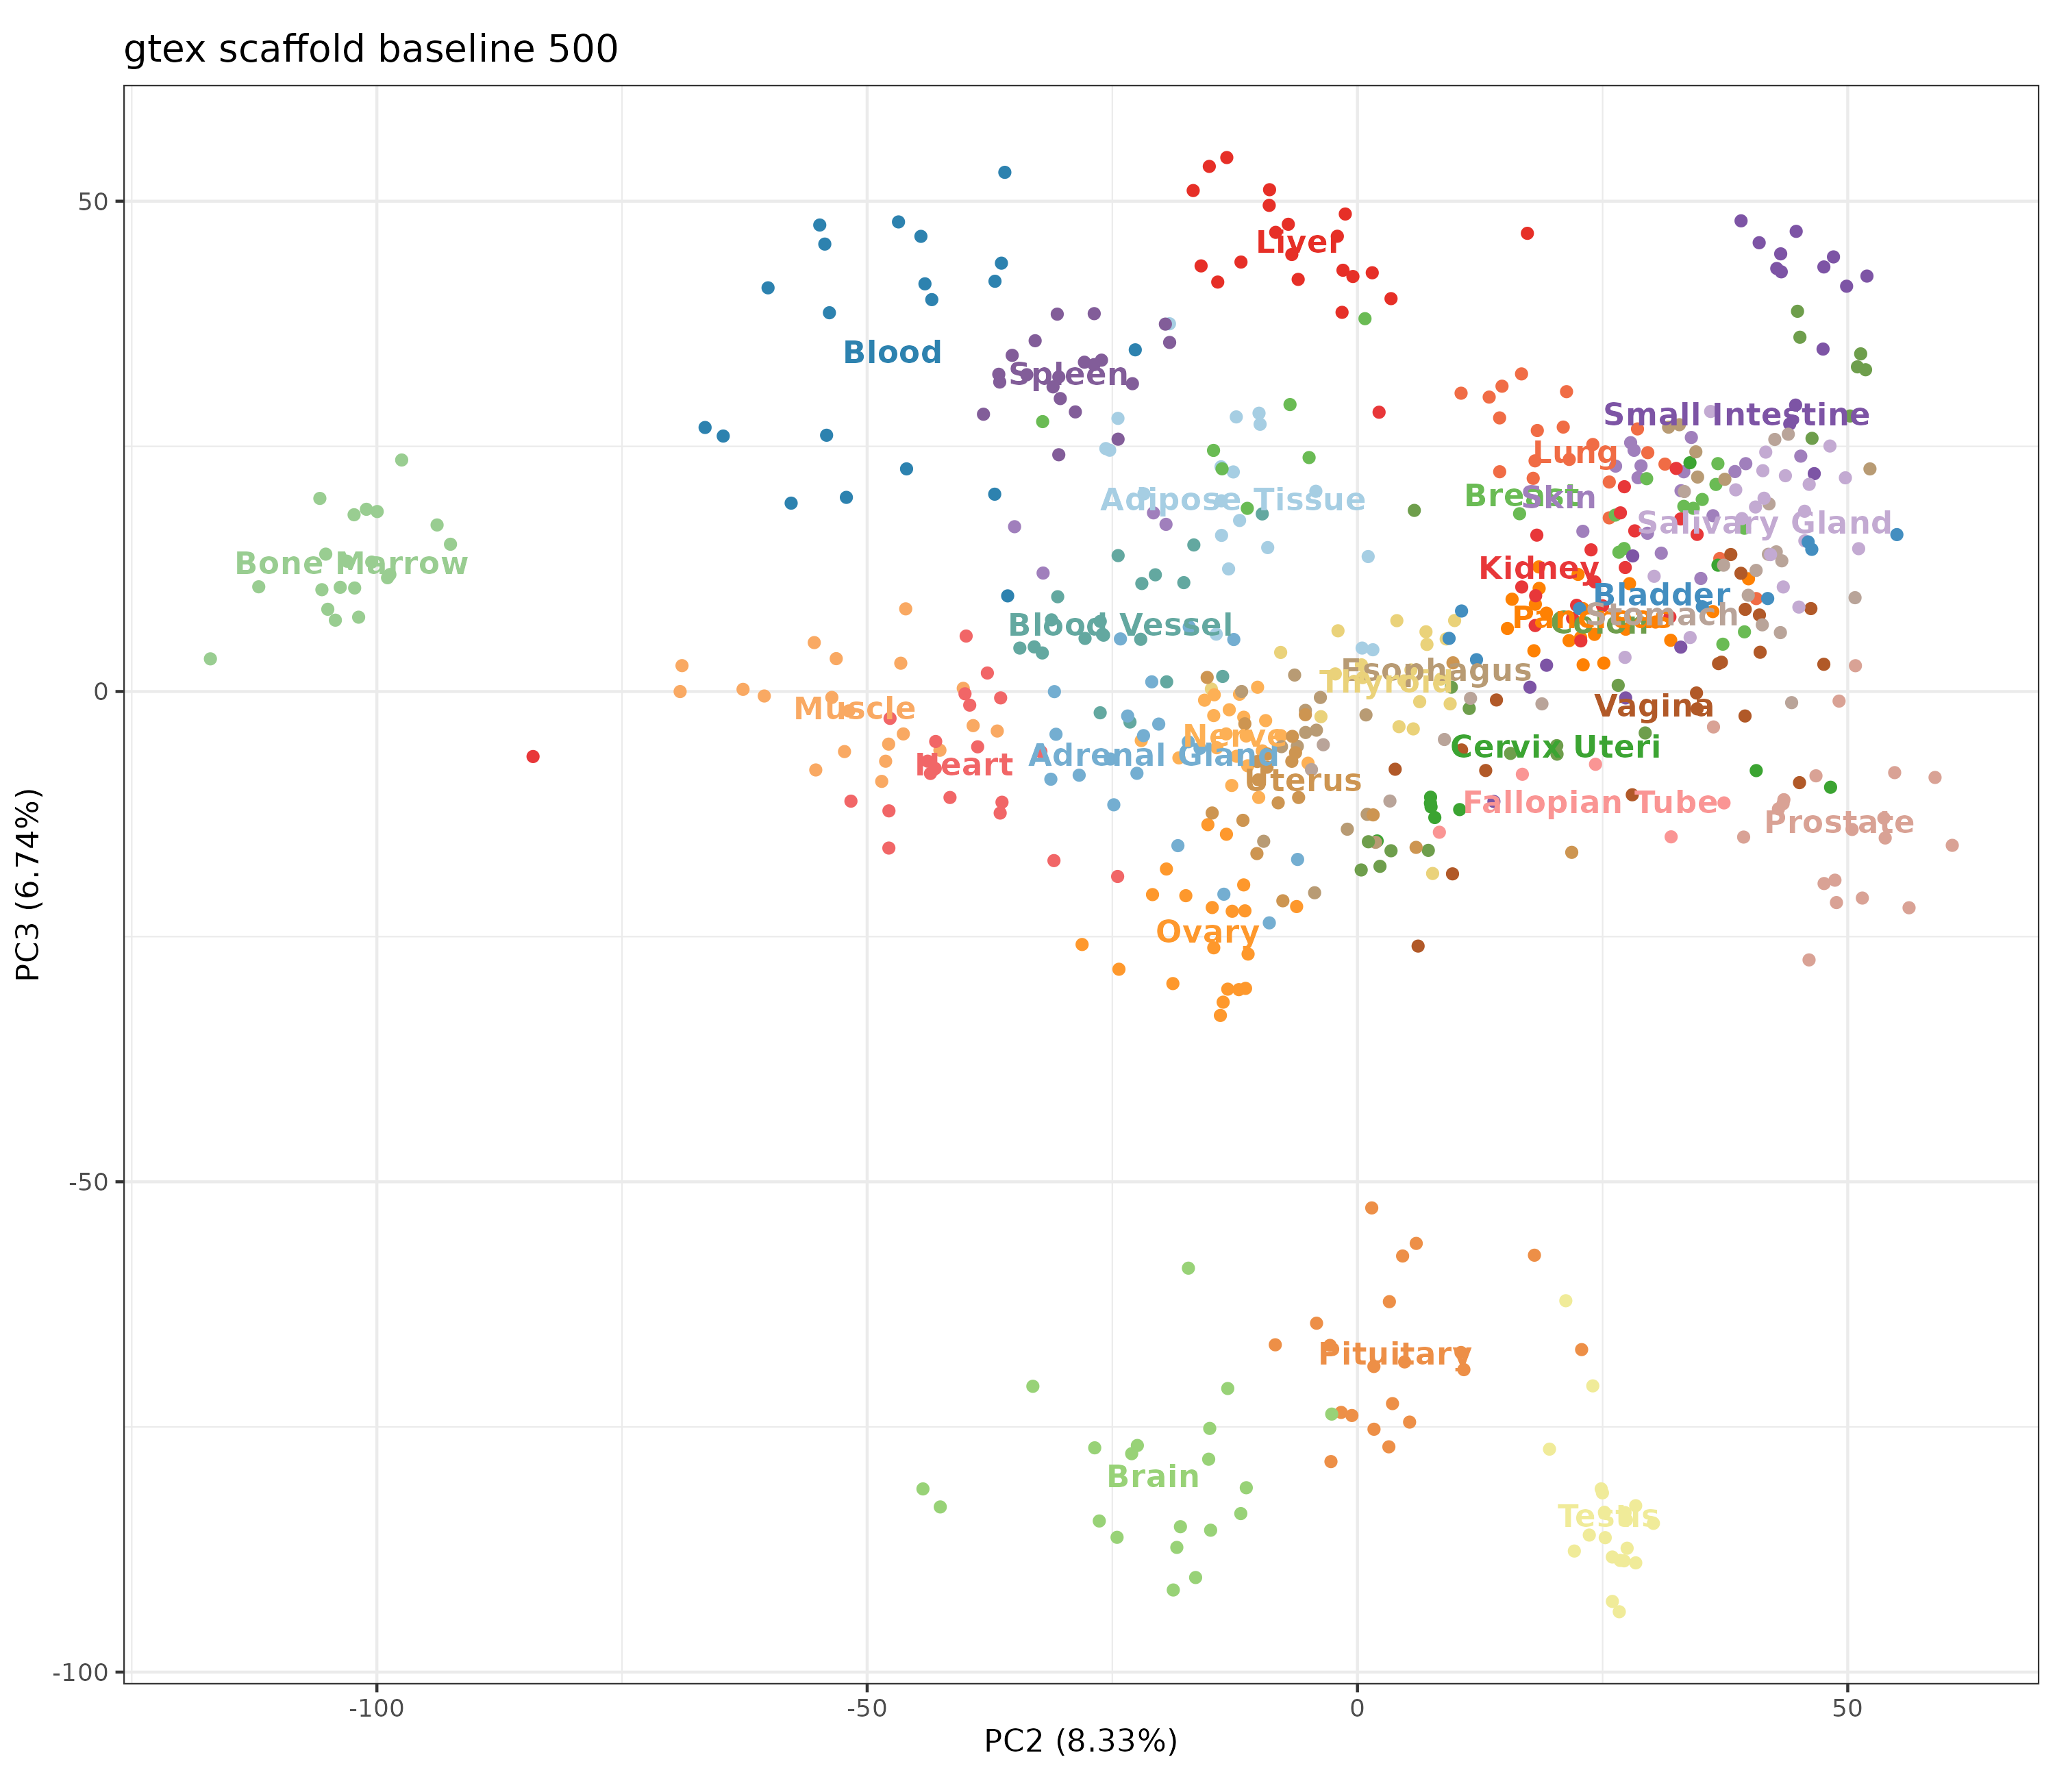 gtex scaffold baseline 500
50
Liver
Blood
Spleen
Small Intestine
Lung
Breast
Skin
Adipose Tissue
Salivary Gland
Bone Marrow
Kidney
Bladder
Stomach
Pancreas
Colon
Blood Vessel
Esophagus
Thyroid
0
Vagina
Muscle
Nerve
Cervix Uteri
Adrenal Gland
Heart
Uterus
Fallopian Tube
Prostate
PC3 (6.74%)
Ovary
-50
Pituitary
Brain
Testis
-100
-100
-50
0
50
PC2 (8.33%)